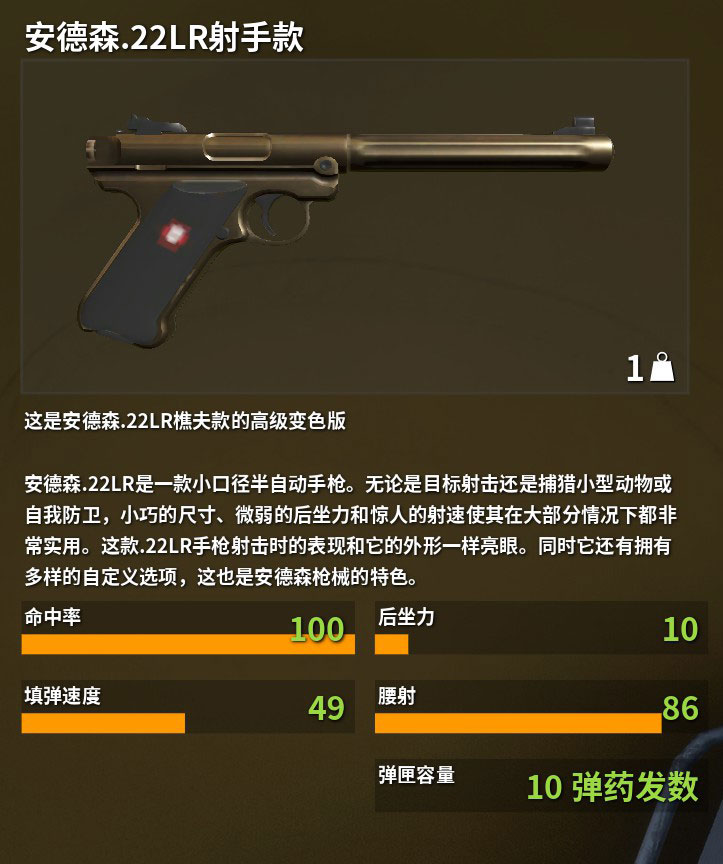 安德森.22LR射手款
1
这是安德森.22LR樵夫款的高级变色版
安德森.22LR是一款小口径半自动手枪。无论是目标射击还是捕猎小型动物或
自我防卫，小巧的尺寸、微弱的后坐力和惊人的射速使其在大部分情况下都非
常实用。这款.22LR手枪射击时的表现和它的外形一样亮眼。同时它还有拥有
多样的自定义选项，这也是安德森枪械的特色。
命中率 100
后坐力 10
填弹速度 49
腰射 86
弹匣容量 10 弹药发数